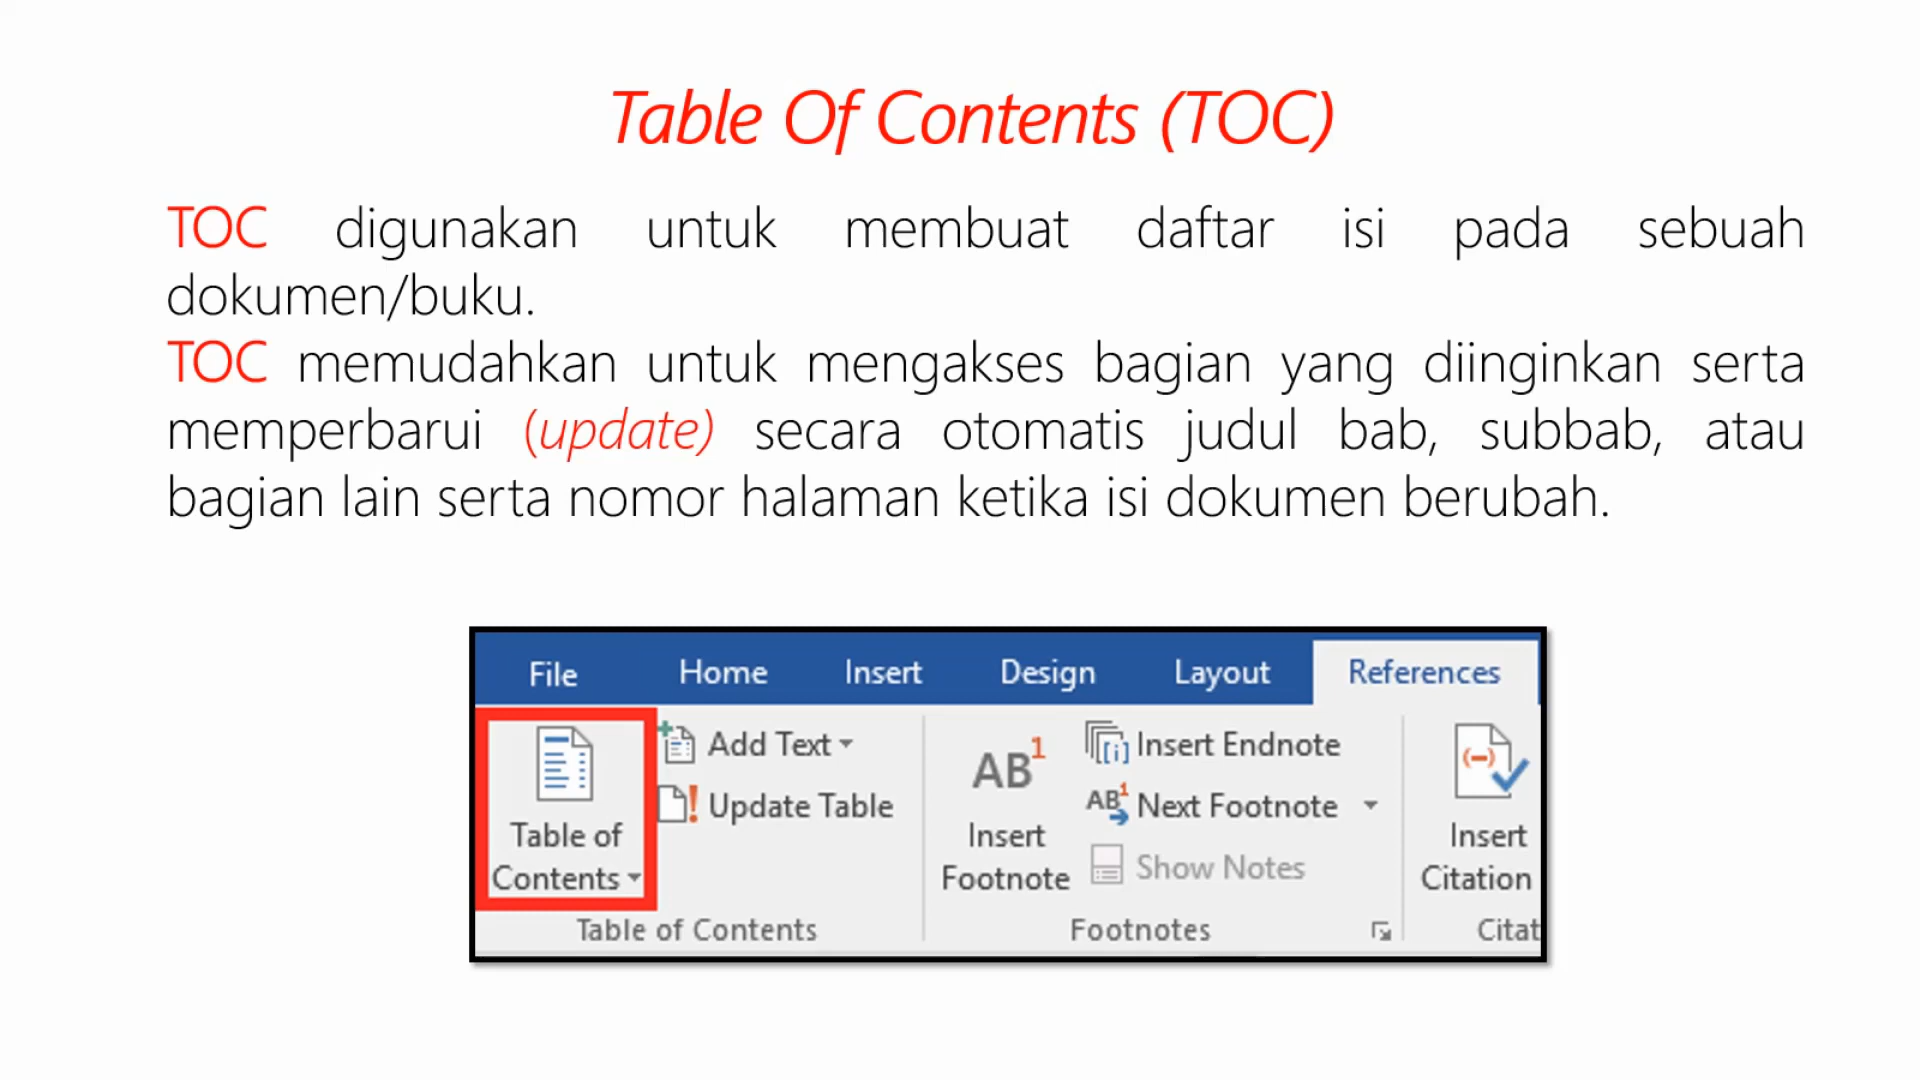 Table Of Contents (TOC)
TOC digunakan untuk membuat daftar isi pada sebuah
dokumen/buku.
TOC memudahkan untuk mengakses bagian yang diinginkan serta
memperbarui (update) secara otomatis judul bab, subbab, atau
bagian lain serta nomor halaman ketika isi dokumen berubah.
File Home Insert Design Layout References
Table of
Contents
Add Text
Update Table
Table of Contents
AB1
Insert
Footnote
[i] Insert Endnote
AB1 Next Footnote
Show Notes
Footnotes
(-)
Insert
Citation
Citat